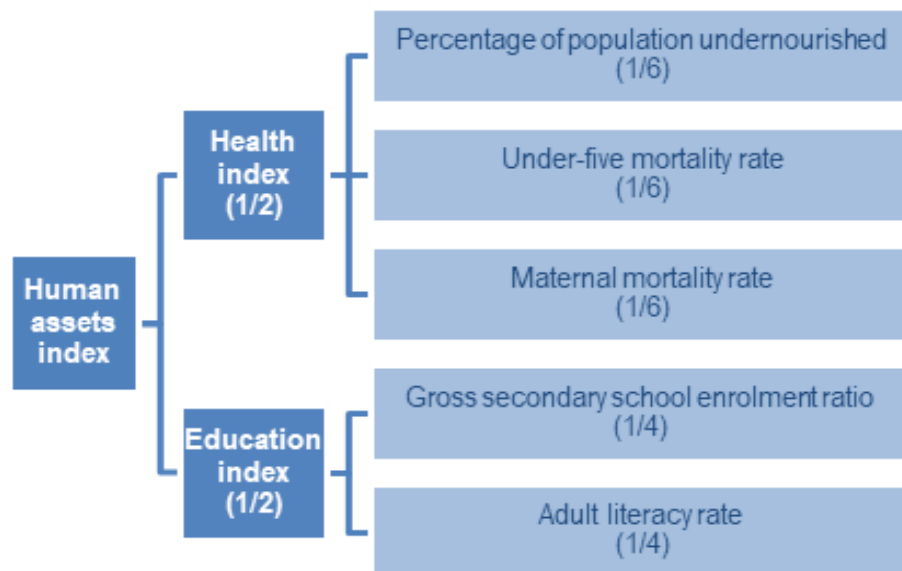 Human
assets
index
Health
index
(1/2)
Percentage of population undernourished
(1/6)
Under-five mortality rate
(1/6)
Maternal mortality rate
(1/6)
Education
index
(1/2)
Gross secondary school enrolment ratio
(1/4)
Adult literacy rate
(1/4)